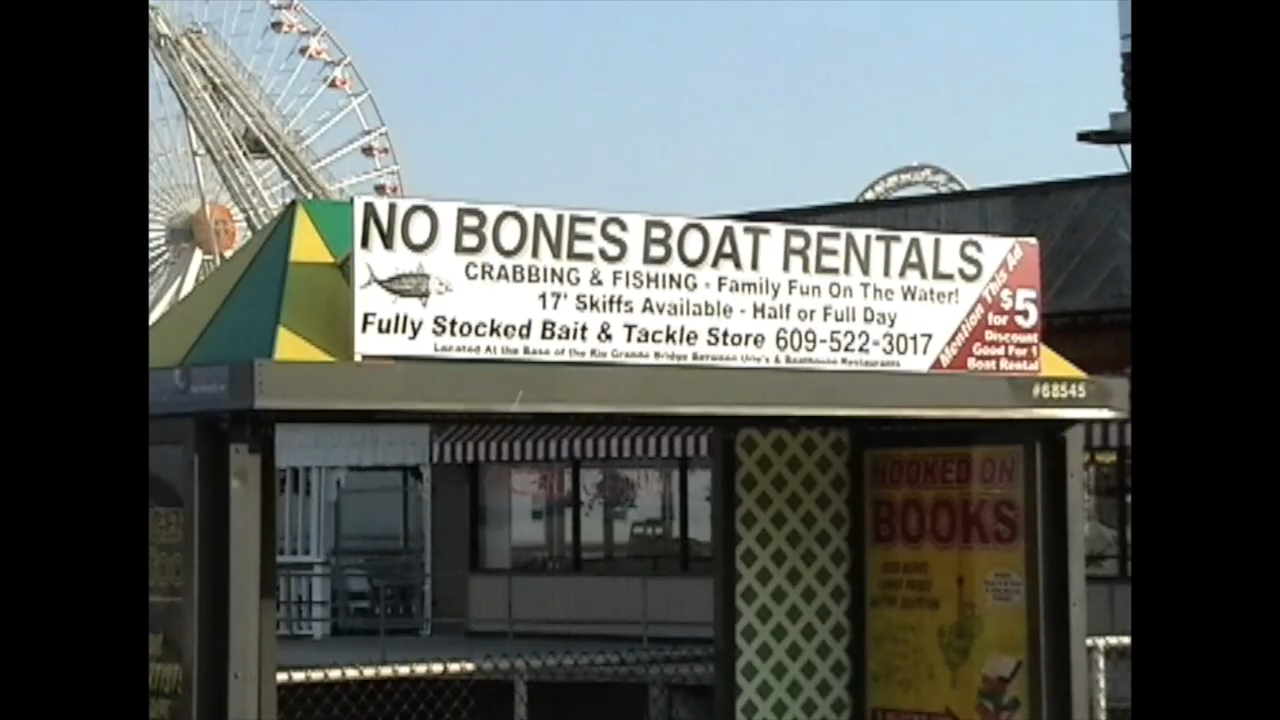 NO BONES BOAT RENTALS
CRABBING & FISHING - Family Fun On The Water!
17' Skiffs Available - Half or Full Day
Fully Stocked Bait & Tackle Store 609-522-3017
Located At the Base of the Rio Grande Bridge Between Urie's & Boathouse Restaurants
Mention This Ad
for $5
Discount
Good For 1
Boat Rental
#68545
HOOKED ON
BOOKS